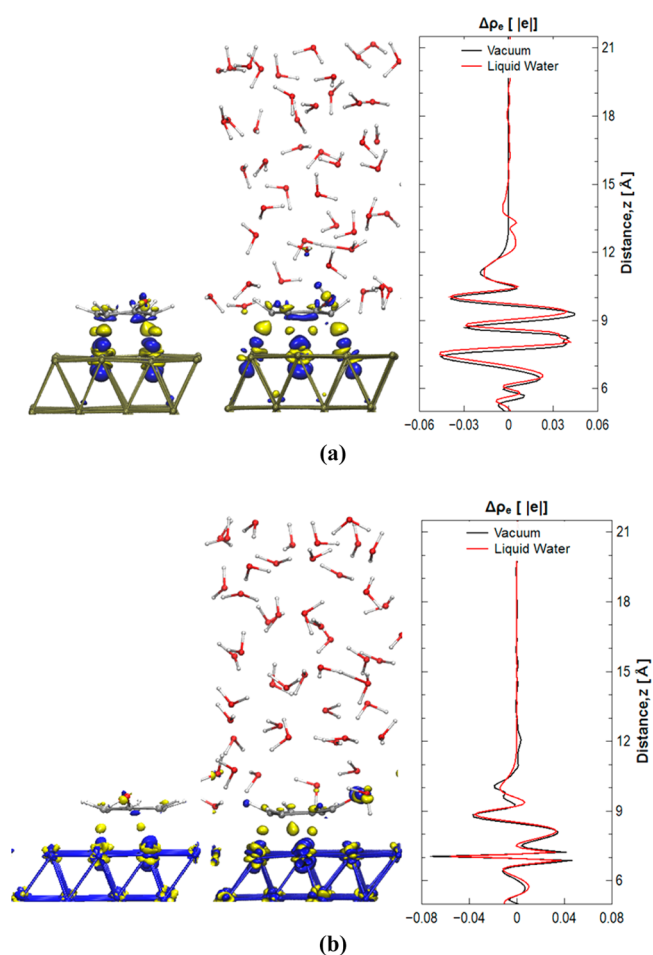 Δρe [ |e|]
Vacuum
Liquid Water
21
18
15
12
9
6
Distance,z [Å]
-0.06 -0.03 0 0.03 0.06
(a)
Δρe [ |e|]
Vacuum
Liquid Water
21
18
15
12
9
6
Distance,z [Å]
-0.08 -0.04 0 0.04 0.08
(b)